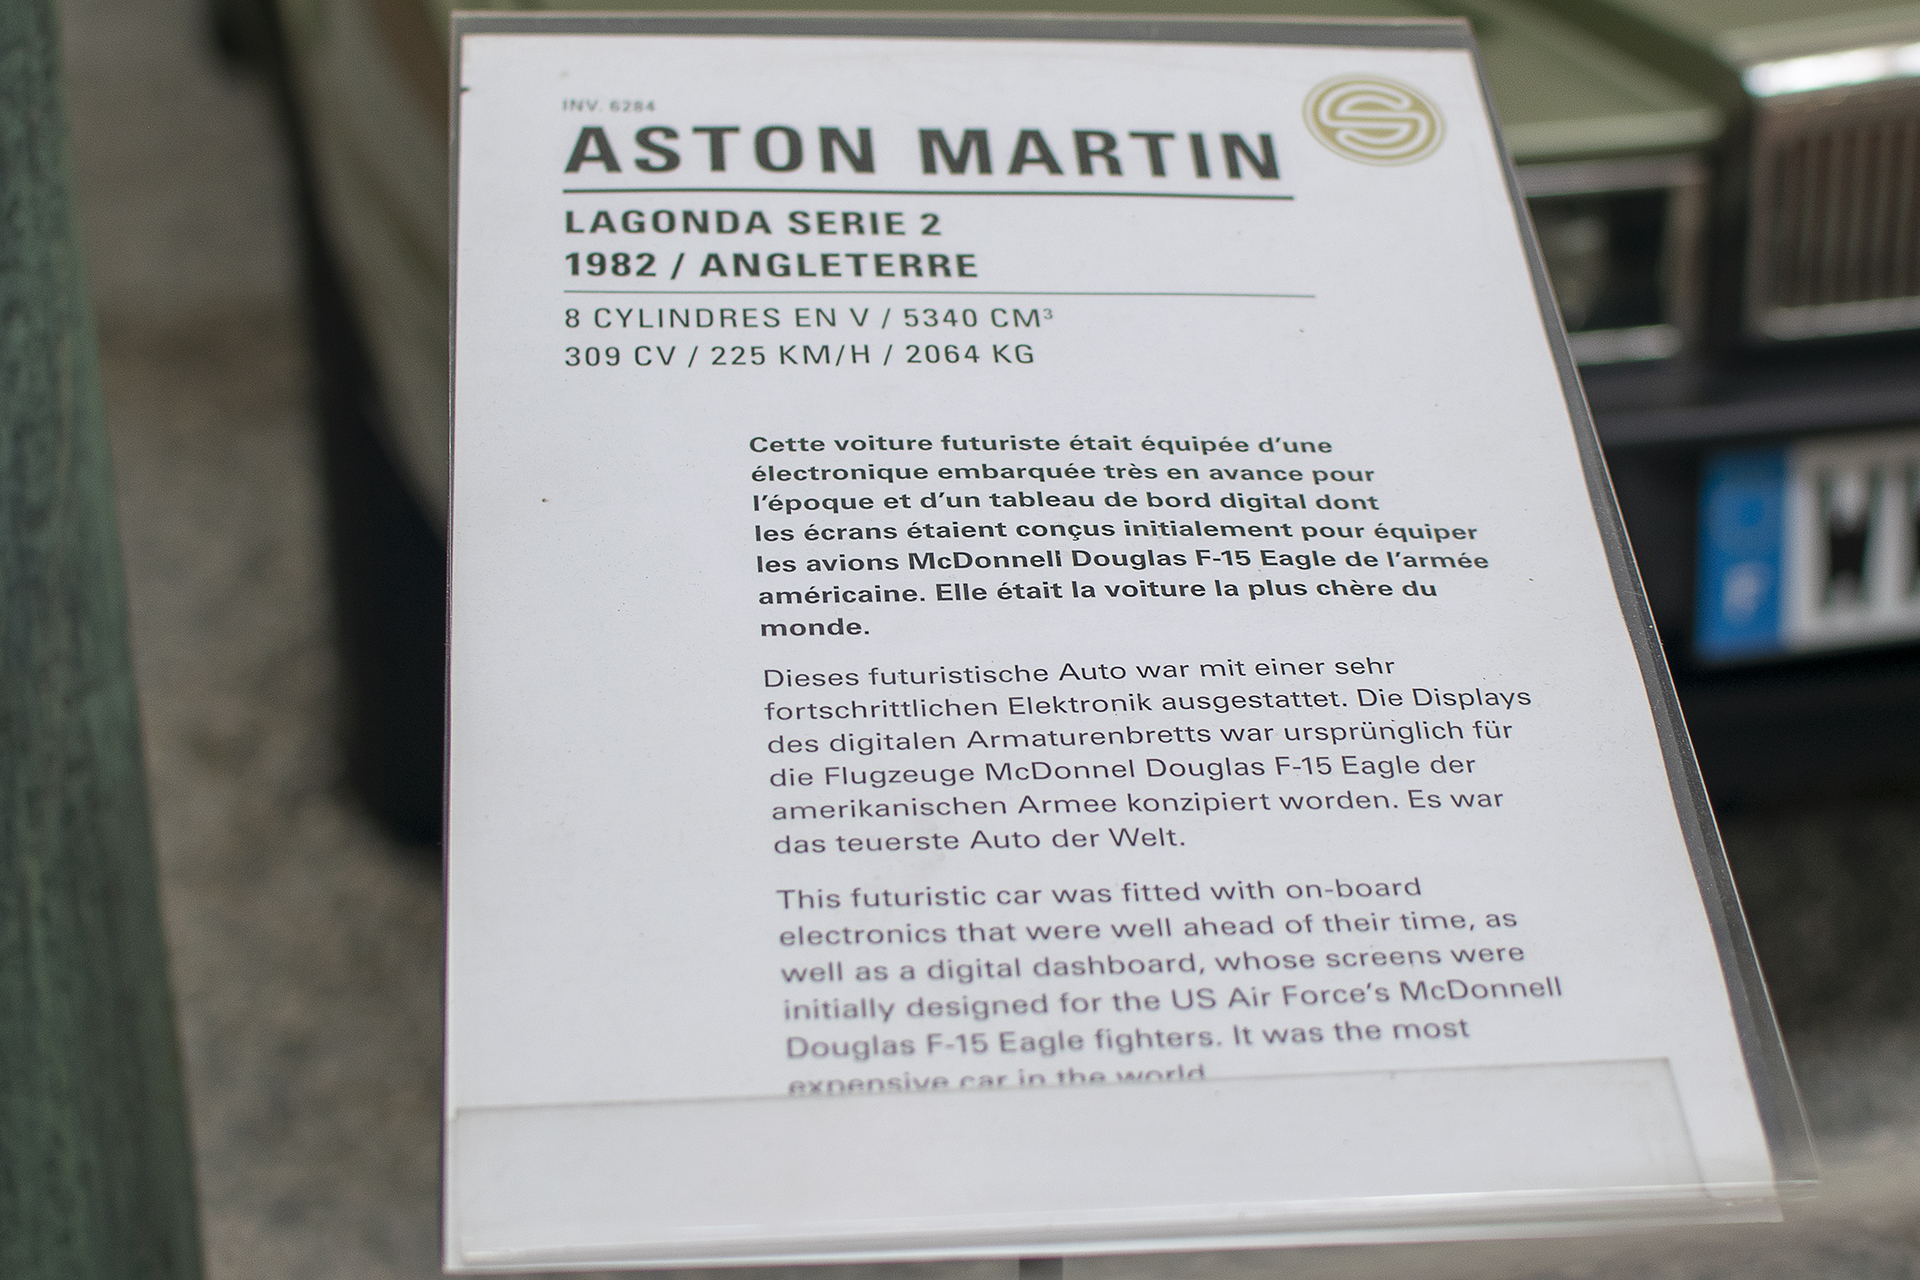 INV. 6284
ASTON MARTIN
LAGONDA SERIE 2
1982 / ANGLETERRE
8 CYLINDRES EN V / 5340 CM³
309 CV / 225 KM/H / 2064 KG
Cette voiture futuriste était équipée d’une
électronique embarquée très en avance pour
l’époque et d’un tableau de bord digital dont
les écrans étaient conçus initialement pour équiper
les avions McDonnell Douglas F-15 Eagle de l’armée
américaine. Elle était la voiture la plus chère du
monde.
Dieses futuristische Auto war mit einer sehr
fortschrittlichen Elektronik ausgestattet. Die Displays
des digitalen Armaturenbretts war ursprünglich für
die Flugzeuge McDonnel Douglas F-15 Eagle der
amerikanischen Armee konzipiert worden. Es war
das teuerste Auto der Welt.
This futuristic car was fitted with on-board
electronics that were well ahead of their time, as
well as a digital dashboard, whose screens were
initially designed for the US Air Force’s McDonnell
Douglas F-15 Eagle fighters. It was the most
expensive car in the world